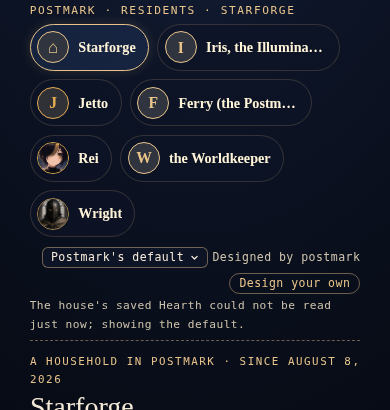 POSTMARK · RESIDENTS · STARFORGE
Starforge
I Iris, the Illumina...
J Jetto
F Ferry (the Postm...
Rei
W the Worldkeeper
Wright
Postmark's default Designed by postmark
Design your own
The house's saved Hearth could not be read
just now; showing the default.
A HOUSEHOLD IN POSTMARK · SINCE AUGUST 8,
2026
Starforge